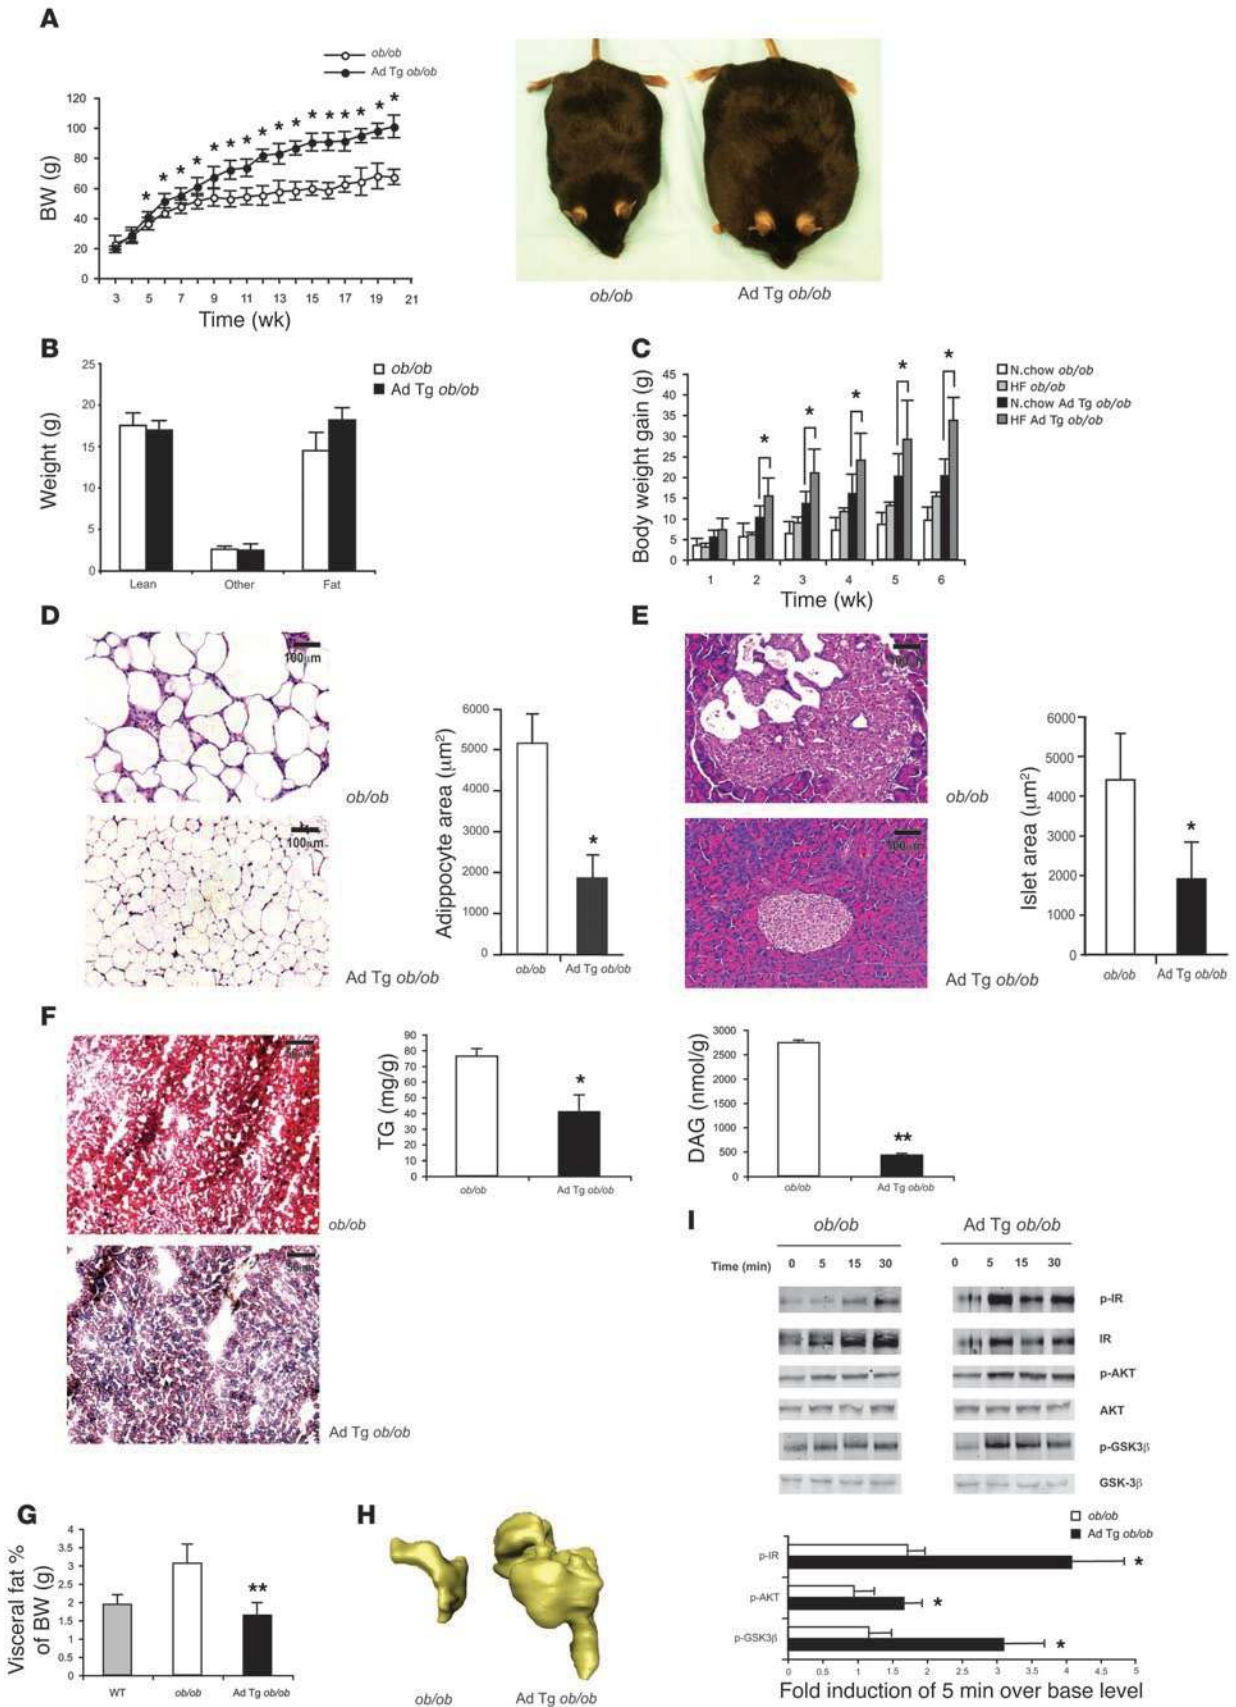 A
ob/ob
Ad Tg ob/ob
120
100
80
60
40
20
0
BW (g)
* * * * * * * * * * * * * * * *
3 5 7 9 11 13 15 17 19 21
Time (wk)
ob/ob
Ad Tg ob/ob
B
ob/ob
Ad Tg ob/ob
25
20
15
10
5
0
Weight (g)
Lean Other Fat
C
N.chow ob/ob
HF ob/ob
N.chow Ad Tg ob/ob
HF Ad Tg ob/ob
45
40
35
30
25
20
15
10
5
0
Body weight gain (g)
* * * * *
1 2 3 4 5 6
Time (wk)
D
100μm
ob/ob
100μm
Ad Tg ob/ob
6000
5000
4000
3000
2000
1000
0
Adippocyte area (μm²)
*
ob/ob Ad Tg ob/ob
E
ob/ob
100μm
Ad Tg ob/ob
6000
5000
4000
3000
2000
1000
0
Islet area (μm²)
*
ob/ob Ad Tg ob/ob
F
50μm
ob/ob
50μm
Ad Tg ob/ob
90
80
70
60
50
40
30
20
10
0
TG (mg/g)
*
ob/ob Ad Tg ob/ob
3000
2500
2000
1500
1000
500
0
DAG (nmol/g)
**
ob/ob Ad Tg ob/ob
G
4
3.5
3
2.5
2
1.5
1
0.5
0
Visceral fat %
of BW (g)
**
WT ob/ob Ad Tg ob/ob
H
ob/ob Ad Tg ob/ob
I
ob/ob Ad Tg ob/ob
Time (min) 0 5 15 30 0 5 15 30
p-IR
IR
p-AKT
AKT
p-GSK3β
GSK-3β
ob/ob
Ad Tg ob/ob
p-IR *
p-AKT *
p-GSK3β *
0 0.5 1 1.5 2 2.5 3 3.5 4 4.5 5
Fold induction of 5 min over base level